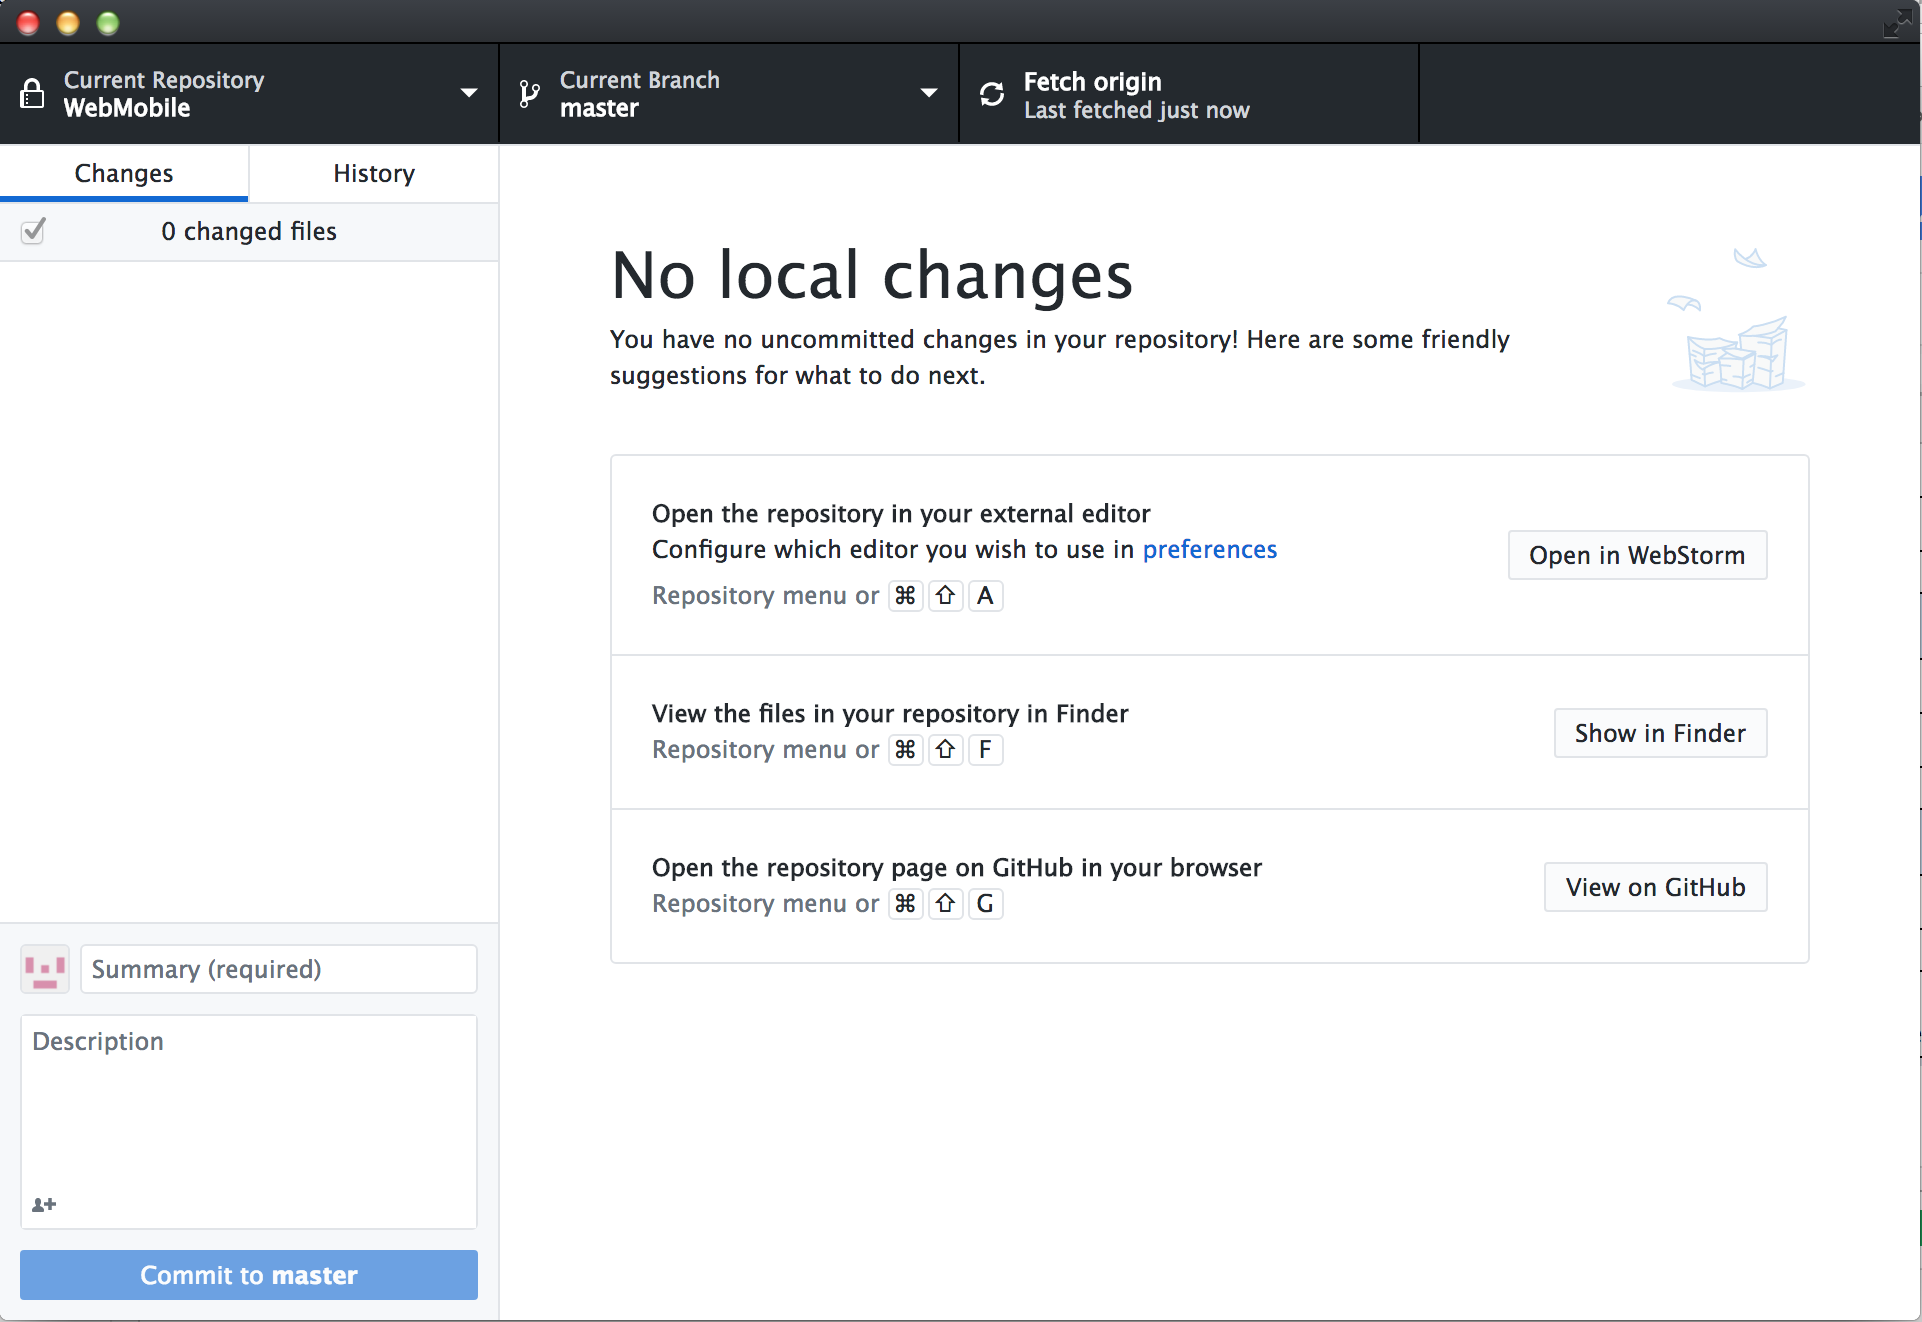 Current Repository
WebMobile
Current Branch
master
Fetch origin
Last fetched just now
Changes
History
0 changed files
No local changes
You have no uncommitted changes in your repository! Here are some friendly
suggestions for what to do next.
Open the repository in your external editor
Configure which editor you wish to use in preferences
Repository menu or ⌘ ⇧ A
Open in WebStorm
View the files in your repository in Finder
Repository menu or ⌘ ⇧ F
Show in Finder
Open the repository page on GitHub in your browser
Repository menu or ⌘ ⇧ G
View on GitHub
Summary (required)
Description
Commit to master